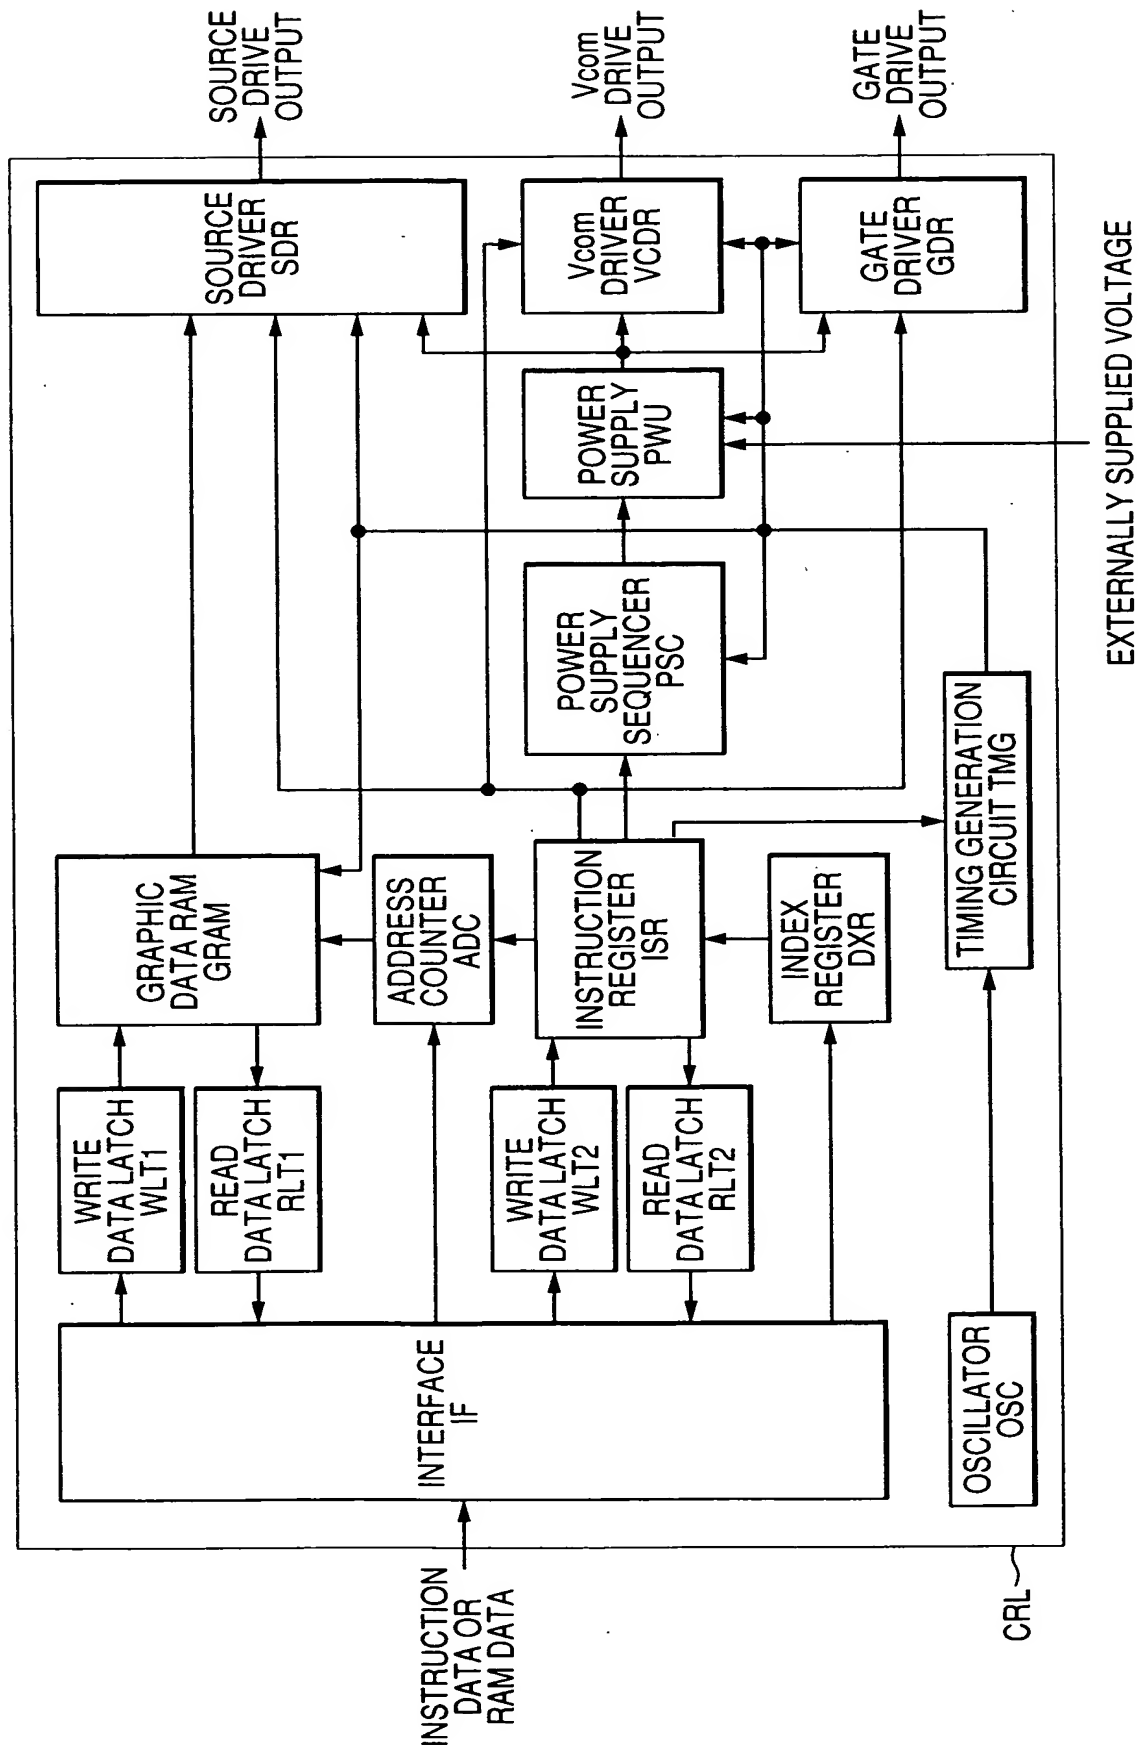 INSTRUCTION
DATA OR
RAM DATA
INTERFACE
IF
WRITE
DATA LATCH
WLT1
READ
DATA LATCH
RLT1
WRITE
DATA LATCH
WLT2
READ
DATA LATCH
RLT2
GRAPHIC
DATA RAM
GRAM
ADDRESS
COUNTER
ADC
INSTRUCTION
REGISTER
ISR
INDEX
REGISTER
DXR
OSCILLATOR
OSC
TIMING GENERATION
CIRCUIT TMG
POWER
SUPPLY
SEQUENCER
PSC
POWER
SUPPLY
PWU
SOURCE
DRIVER
SDR
Vcom
DRIVER
VCDR
GATE
DRIVER
GDR
SOURCE
DRIVE
OUTPUT
Vcom
DRIVE
OUTPUT
GATE
DRIVE
OUTPUT
EXTERNALLY SUPPLIED VOLTAGE
CRL